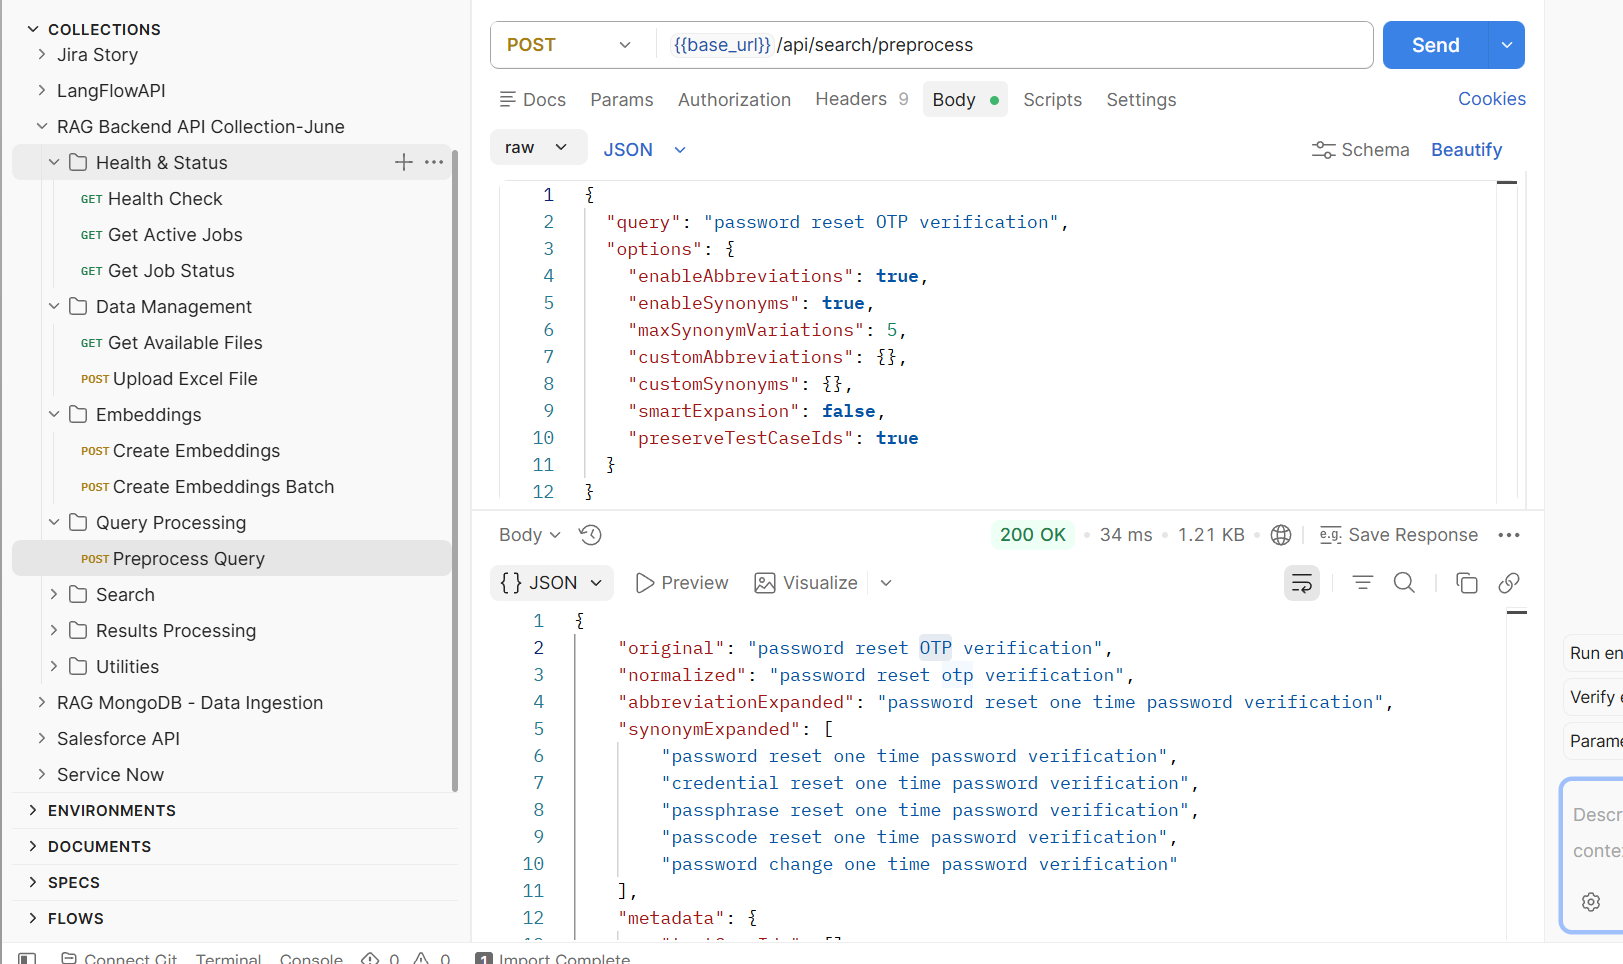 COLLECTIONS
Jira Story
LangFlowAPI
RAG Backend API Collection-June
Health & Status
GET Health Check
GET Get Active Jobs
GET Get Job Status
Data Management
GET Get Available Files
POST Upload Excel File
Embeddings
POST Create Embeddings
POST Create Embeddings Batch
Query Processing
POST Preprocess Query
Search
Results Processing
Utilities
RAG MongoDB - Data Ingestion
Salesforce API
Service Now
ENVIRONMENTS
DOCUMENTS
SPECS
FLOWS
POST {{base_url}} /api/search/preprocess Send
Docs Params Authorization Headers 9 Body Scripts Settings Cookies
raw JSON Schema Beautify
1 {
2 "query": "password reset OTP verification",
3 "options": {
4 "enableAbbreviations": true,
5 "enableSynonyms": true,
6 "maxSynonymVariations": 5,
7 "customAbbreviations": {},
8 "customSynonyms": {},
9 "smartExpansion": false,
10 "preserveTestCaseIds": true
11 }
12 }
Body 200 OK • 34 ms • 1.21 KB • e.g. Save Response
{} JSON Preview Visualize
1 {
2 "original": "password reset OTP verification",
3 "normalized": "password reset otp verification",
4 "abbreviationExpanded": "password reset one time password verification",
5 "synonymExpanded": [
6 "password reset one time password verification",
7 "credential reset one time password verification",
8 "passphrase reset one time password verification",
9 "passcode reset one time password verification",
10 "password change one time password verification"
11 ],
12 "metadata": {
Run en
Verify
Parame
Descr
conte
Connect Git Terminal Console 0 0 1 Import Complete